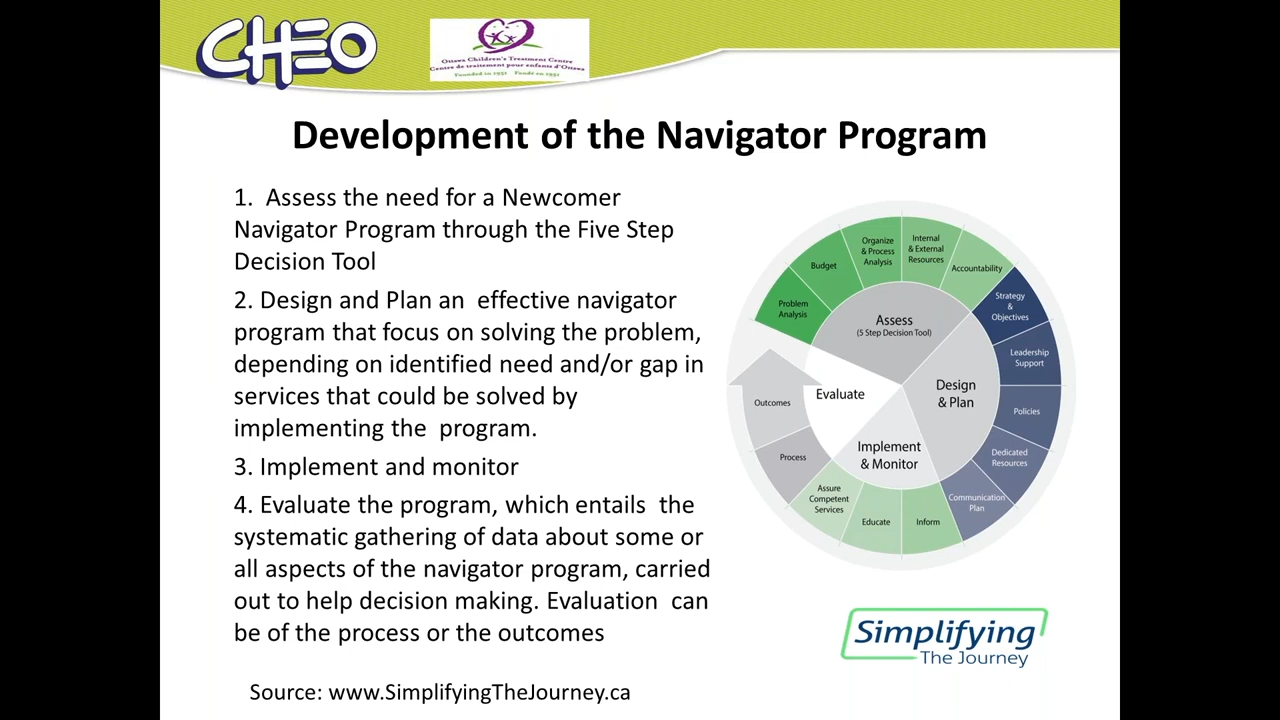 CHEO
Ottawa Children's Treatment Centre
Centre de traitement pour enfants d'Ottawa
Founded in 1951 Fondé en 1951
Development of the Navigator Program
1. Assess the need for a Newcomer
Navigator Program through the Five Step
Decision Tool
2. Design and Plan an effective navigator
program that focus on solving the problem,
depending on identified need and/or gap in
services that could be solved by
implementing the program.
3. Implement and monitor
4. Evaluate the program, which entails the
systematic gathering of data about some or
all aspects of the navigator program, carried
out to help decision making. Evaluation can
be of the process or the outcomes
Source: www.SimplifyingTheJourney.ca
Assess
(5 Step Decision Tool)
Problem
Analysis
Budget
Organize
& Process
Analysis
Internal
& External
Resources
Accountability
Design
& Plan
Strategy
&
Objectives
Leadership
Support
Policies
Dedicated
Resources
Communication
Plan
Implement
& Monitor
Inform
Educate
Assure
Competent
Services
Evaluate
Process
Outcomes
Simplifying
The Journey